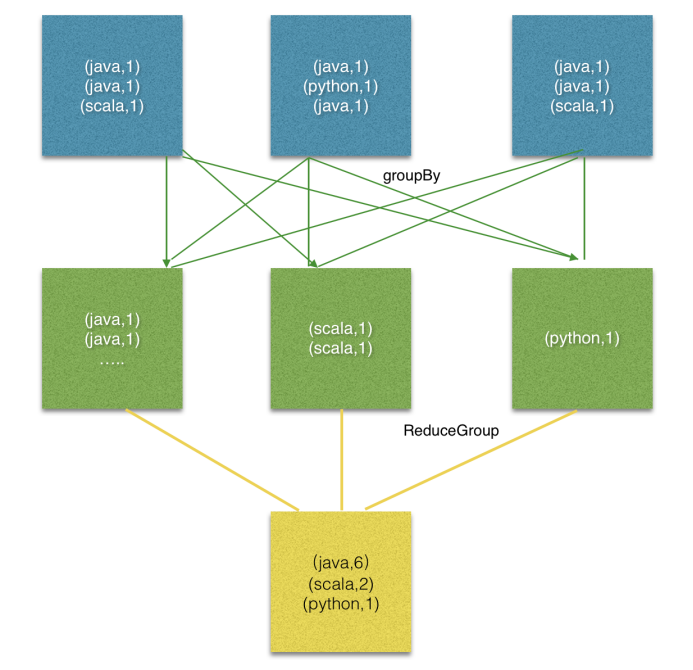 (java,1)
(java,1)
(scala,1)
(java,1)
(python,1)
(java,1)
(java,1)
(java,1)
(scala,1)
groupBy
(java,1)
(java,1)
.....
(scala,1)
(scala,1)
(python,1)
ReduceGroup
(java,6)
(scala,2)
(python,1)